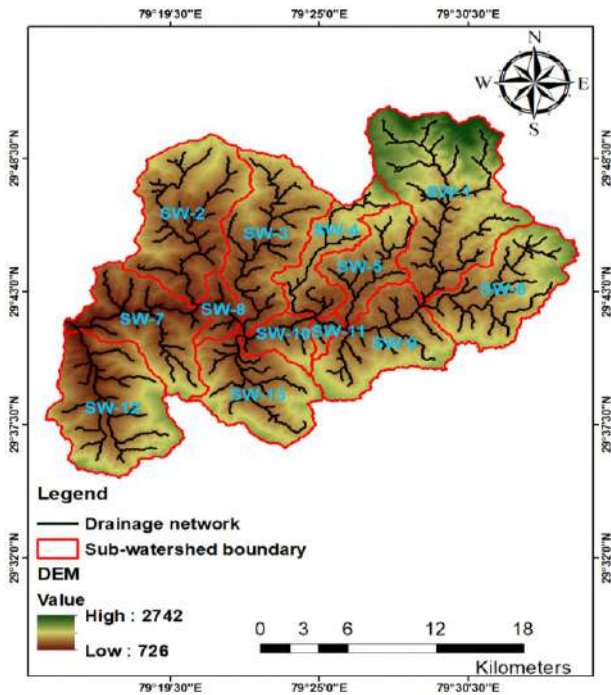 79°19'30"E 79°25'0"E 79°30'30"E
N
W E
S
29°48'30"N 29°48'30"N
SW-1
SW-2
SW-3
SW-4
SW-5
29°43'0"N 29°43'0"N
SW-6
SW-7 SW-8
SW-10 SW-11
SW-9
SW-13
SW-12
29°37'30"N 29°37'30"N
Legend
Drainage network
Sub-watershed boundary
DEM
Value
High : 2742
Low : 726
29°32'0"N 29°32'0"N
0 3 6 12 18
Kilometers
79°19'30"E 79°25'0"E 79°30'30"E